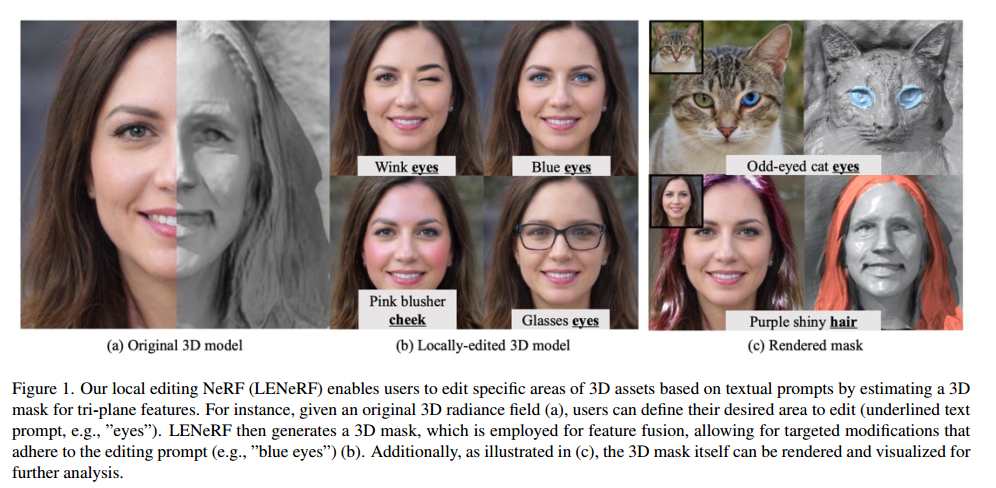 Wink eyes
Blue eyes
Pink blusher
cheek
Glasses eyes
Odd-eyed cat eyes
Purple shiny hair
(a) Original 3D model
(b) Locally-edited 3D model
(c) Rendered mask
Figure 1. Our local editing NeRF (LENeRF) enables users to edit specific areas of 3D assets based on textual prompts by estimating a 3D
mask for tri-plane features. For instance, given an original 3D radiance field (a), users can define their desired area to edit (underlined text
prompt, e.g., ”eyes”). LENeRF then generates a 3D mask, which is employed for feature fusion, allowing for targeted modifications that
adhere to the editing prompt (e.g., ”blue eyes”) (b). Additionally, as illustrated in (c), the 3D mask itself can be rendered and visualized for
further analysis.